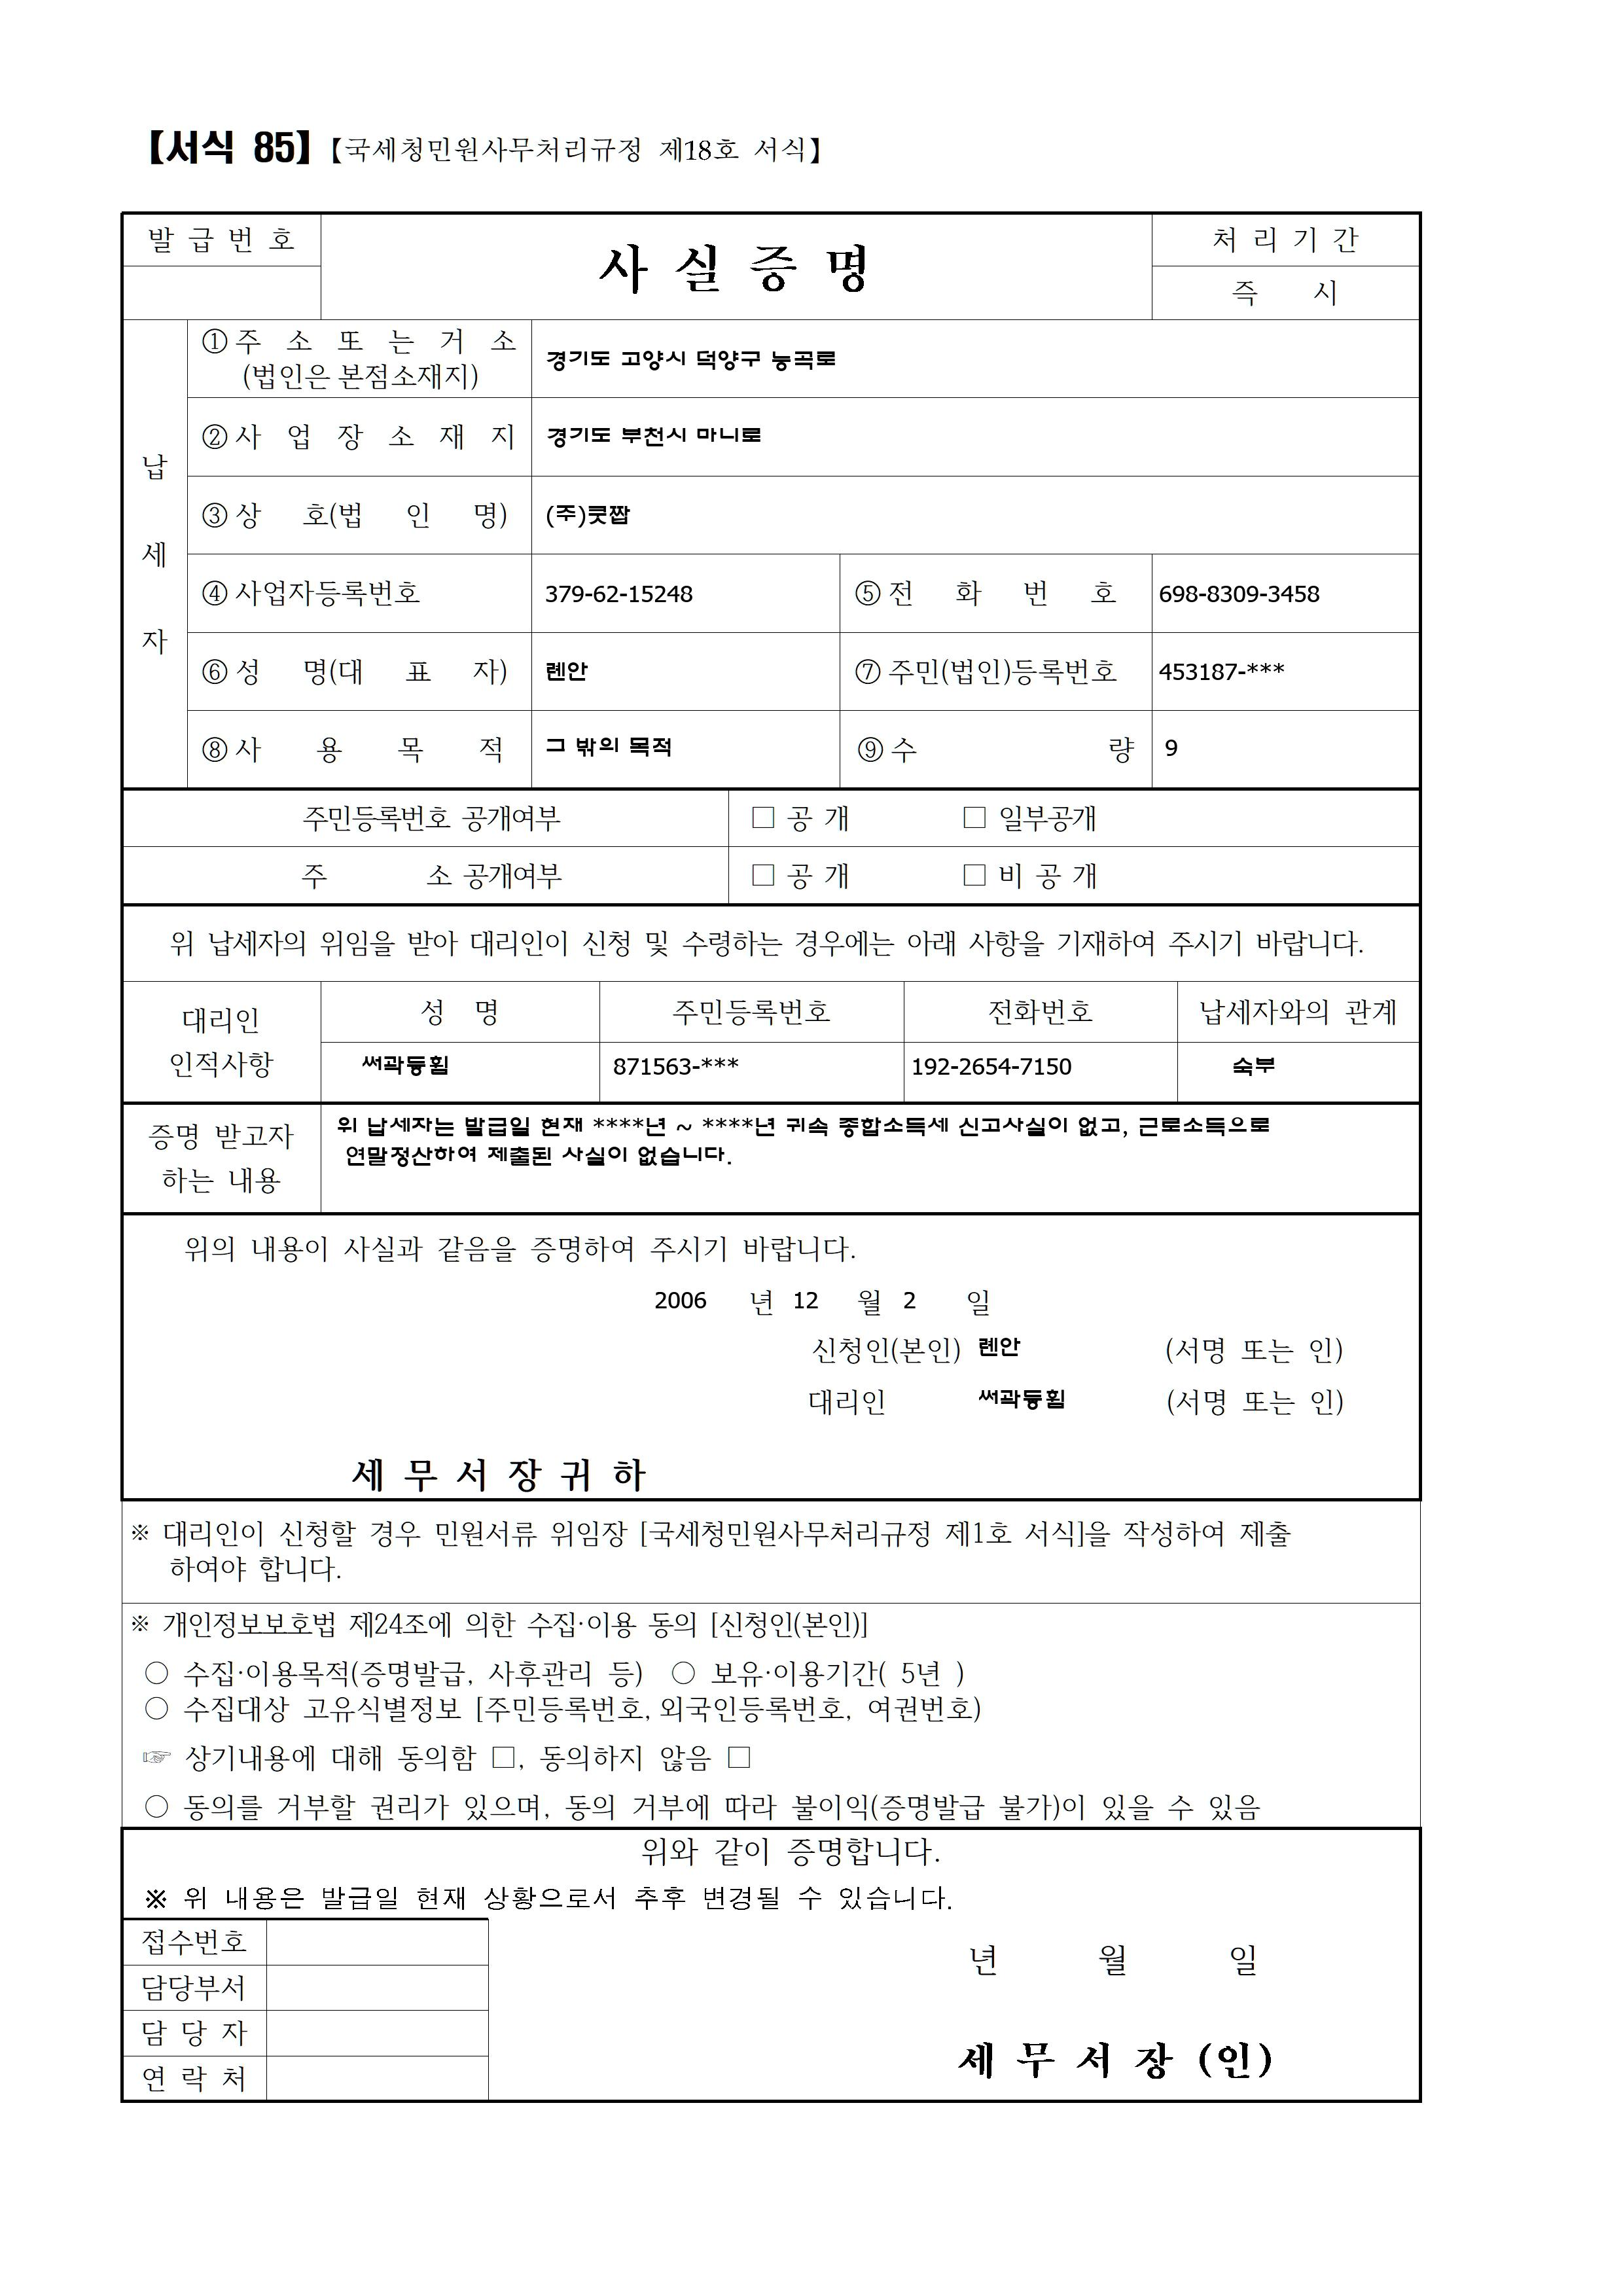 【서식 85】【국세청민원사무처리규정 제18호 서식】
발 급 번 호
사 실 증 명
처 리 기 간
즉 시
납 세 자
① 주 소 또 는 거 소
(법인은 본점소재지)
경기도 고양시 덕양구 능곡로
② 사 업 장 소 재 지
경기도 부천시 마니로
③ 상 호(법 인 명)
(주)룻짭
④ 사업자등록번호
379-62-15248
⑤ 전 화 번 호
698-8309-3458
⑥ 성 명(대 표 자)
렌안
⑦ 주민(법인)등록번호
453187-***
⑧ 사 용 목 적
그 밖의 목적
⑨ 수 량
9
주민등록번호 공개여부
□ 공 개 □ 일부공개
주 소 공개여부
□ 공 개 □ 비 공 개
위 납세자의 위임을 받아 대리인이 신청 및 수령하는 경우에는 아래 사항을 기재하여 주시기 바랍니다.
대리인
인적사항
성 명
주민등록번호
전화번호
납세자와의 관계
871563-***
192-2654-7150
숙부
증명 받고자
하는 내용
위 납세자는 발급일 현재 ****년 ~ ****년 귀속 종합소득세 신고사실이 없고, 근로소득으로
연말정산하여 제출된 사실이 없습니다.
위의 내용이 사실과 같음을 증명하여 주시기 바랍니다.
2006 년 12 월 2 일
신청인(본인) 렌안 (서명 또는 인)
대리인 (서명 또는 인)
세 무 서 장 귀 하
※ 대리인이 신청할 경우 민원서류 위임장 [국세청민원사무처리규정 제1호 서식]을 작성하여 제출
하여야 합니다.
※ 개인정보보호법 제24조에 의한 수집·이용 동의 [신청인(본인)]
○ 수집·이용목적(증명발급, 사후관리 등) ○ 보유·이용기간( 5년 )
○ 수집대상 고유식별정보 [주민등록번호, 외국인등록번호, 여권번호)
☞ 상기내용에 대해 동의함 □, 동의하지 않음 □
○ 동의를 거부할 권리가 있으며, 동의 거부에 따라 불이익(증명발급 불가)이 있을 수 있음
위와 같이 증명합니다.
※ 위 내용은 발급일 현재 상황으로서 추후 변경될 수 있습니다.
접수번호
담당부서
담 당 자
연 락 처
년 월 일
세 무 서 장 (인)